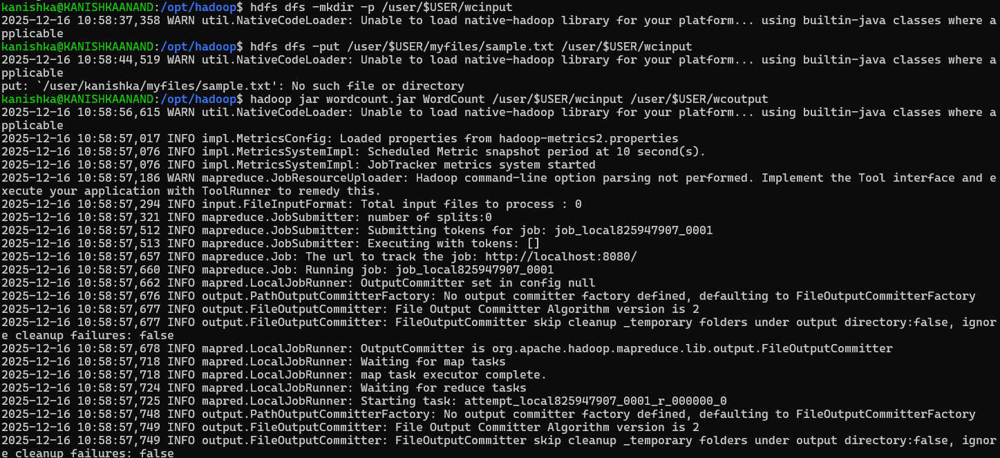 kanishka@KANISHKAANAND:/opt/hadoop$ hdfs dfs -mkdir -p /user/$USER/wcinput
2025-12-16 10:58:37,358 WARN util.NativeCodeLoader: Unable to load native-hadoop library for your platform... using builtin-java classes where a
pplicable
kanishka@KANISHKAANAND:/opt/hadoop$ hdfs dfs -put /user/$USER/myfiles/sample.txt /user/$USER/wcinput
2025-12-16 10:58:44,519 WARN util.NativeCodeLoader: Unable to load native-hadoop library for your platform... using builtin-java classes where a
pplicable
put: `/user/kanishka/myfiles/sample.txt': No such file or directory
kanishka@KANISHKAANAND:/opt/hadoop$ hadoop jar wordcount.jar WordCount /user/$USER/wcinput /user/$USER/wcoutput
2025-12-16 10:58:56,615 WARN util.NativeCodeLoader: Unable to load native-hadoop library for your platform... using builtin-java classes where a
pplicable
2025-12-16 10:58:57,017 INFO impl.MetricsConfig: Loaded properties from hadoop-metrics2.properties
2025-12-16 10:58:57,076 INFO impl.MetricsSystemImpl: Scheduled Metric snapshot period at 10 second(s).
2025-12-16 10:58:57,076 INFO impl.MetricsSystemImpl: JobTracker metrics system started
2025-12-16 10:58:57,186 WARN mapreduce.JobResourceUploader: Hadoop command-line option parsing not performed. Implement the Tool interface and e
xecute your application with ToolRunner to remedy this.
2025-12-16 10:58:57,294 INFO input.FileInputFormat: Total input files to process : 0
2025-12-16 10:58:57,321 INFO mapreduce.JobSubmitter: number of splits:0
2025-12-16 10:58:57,512 INFO mapreduce.JobSubmitter: Submitting tokens for job: job_local825947907_0001
2025-12-16 10:58:57,513 INFO mapreduce.JobSubmitter: Executing with tokens: []
2025-12-16 10:58:57,657 INFO mapreduce.Job: The url to track the job: http://localhost:8080/
2025-12-16 10:58:57,660 INFO mapreduce.Job: Running job: job_local825947907_0001
2025-12-16 10:58:57,662 INFO mapred.LocalJobRunner: OutputCommitter set in config null
2025-12-16 10:58:57,676 INFO output.PathOutputCommitterFactory: No output committer factory defined, defaulting to FileOutputCommitterFactory
2025-12-16 10:58:57,677 INFO output.FileOutputCommitter: File Output Committer Algorithm version is 2
2025-12-16 10:58:57,677 INFO output.FileOutputCommitter: FileOutputCommitter skip cleanup _temporary folders under output directory:false, ignor
e cleanup failures: false
2025-12-16 10:58:57,678 INFO mapred.LocalJobRunner: OutputCommitter is org.apache.hadoop.mapreduce.lib.output.FileOutputCommitter
2025-12-16 10:58:57,718 INFO mapred.LocalJobRunner: Waiting for map tasks
2025-12-16 10:58:57,718 INFO mapred.LocalJobRunner: map task executor complete.
2025-12-16 10:58:57,724 INFO mapred.LocalJobRunner: Waiting for reduce tasks
2025-12-16 10:58:57,725 INFO mapred.LocalJobRunner: Starting task: attempt_local825947907_0001_r_000000_0
2025-12-16 10:58:57,748 INFO output.PathOutputCommitterFactory: No output committer factory defined, defaulting to FileOutputCommitterFactory
2025-12-16 10:58:57,749 INFO output.FileOutputCommitter: File Output Committer Algorithm version is 2
2025-12-16 10:58:57,749 INFO output.FileOutputCommitter: FileOutputCommitter skip cleanup _temporary folders under output directory:false, ignor
e cleanup failures: false